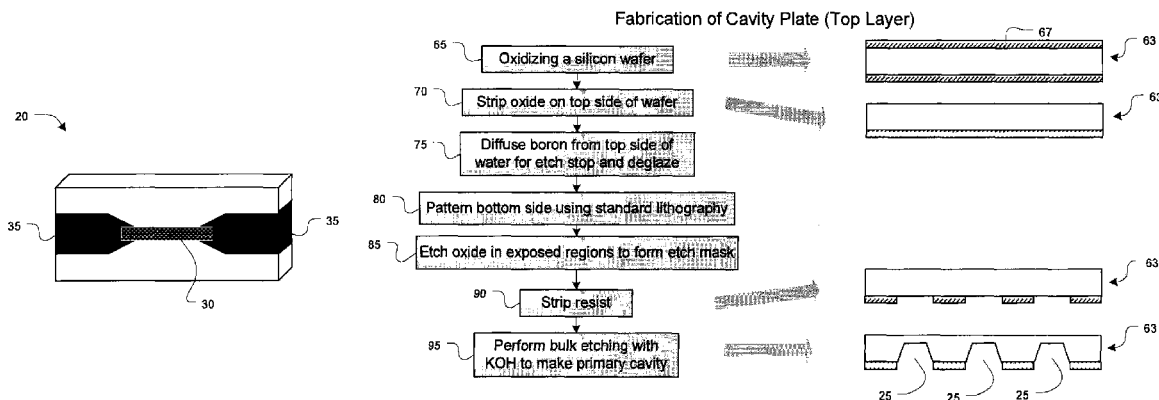 Fabrication of Cavity Plate (Top Layer)
65
Oxidizing a silicon wafer
67
63
70
Strip oxide on top side of wafer
63
75
Diffuse boron from top side of
water for etch stop and deglaze
80
Pattern bottom side using standard lithography
85
Etch oxide in exposed regions to form etch mask
90
Strip resist
63
95
Perform bulk etching with
KOH to make primary cavity
63
25
25
25
20
35
35
30